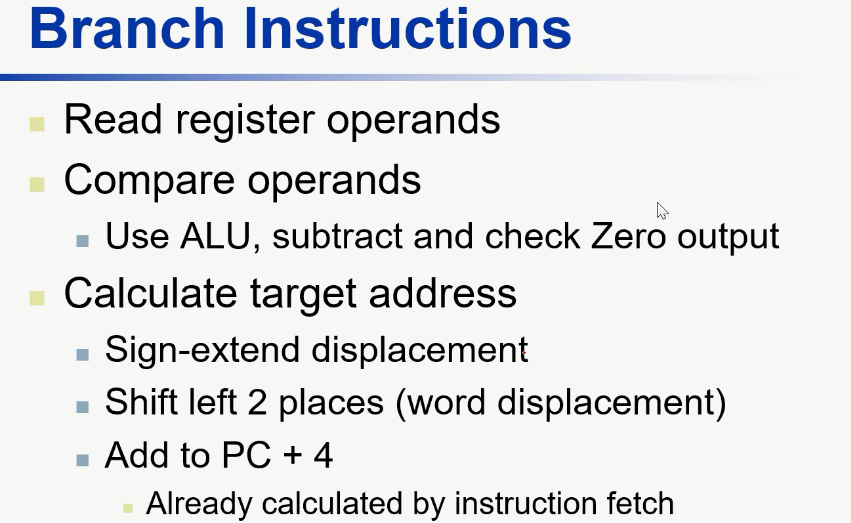 Branch Instructions
Read register operands
Compare operands
Use ALU, subtract and check Zero output
Calculate target address
Sign-extend displacement
Shift left 2 places (word displacement)
Add to PC + 4
Already calculated by instruction fetch